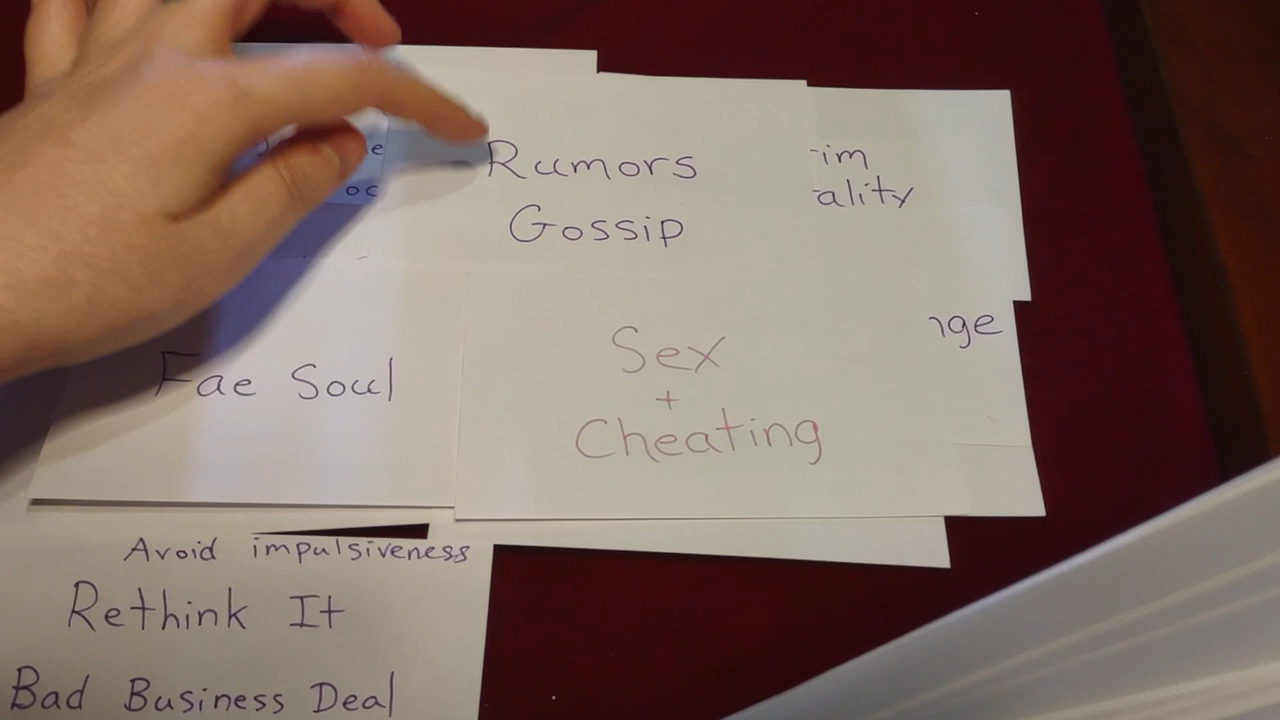 Rumors
Gossip
Fae Soul
Sex
+
Cheating
Avoid impulsiveness
Rethink It
Bad Business Deal